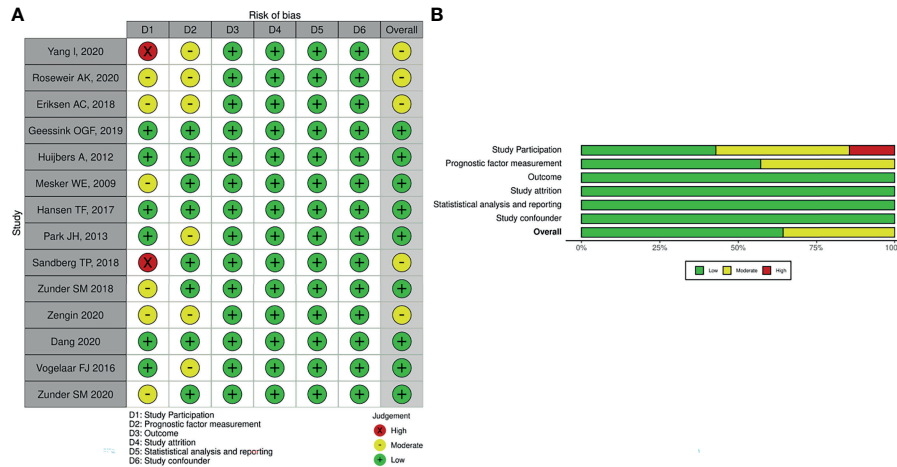 A
Risk of bias
D1 D2 D3 D4 D5 D6 Overall
Study
Yang l, 2020 X - + + + + -
Roseweir AK, 2020 - - + + + + -
Eriksen AC, 2018 - - + + + + -
Geessink OGF, 2019 + + + + + + +
Huijbers A, 2012 + + + + + + +
Mesker WE, 2009 - + + + + + +
Hansen TF, 2017 + + + + + + +
Park JH, 2013 + - + + + + +
Sandberg TP, 2018 X + + + + + -
Zunder SM 2018 - + + + + + +
Zengin 2020 - - + + + + -
Dang 2020 + + + + + + +
Vogelaar FJ 2016 + - + + + + +
Zunder SM 2020 - + + + + + +
D1: Study Participation
D2: Prognostic factor measurement
D3: Outcome
D4: Study attrition
D5: Statististical analysis and reporting
D6: Study confounder
Judgement
X High
- Moderate
+ Low
B
Study Participation
Prognostic factor measurement
Outcome
Study attrition
Statististical analysis and reporting
Study confounder
Overall
0% 25% 50% 75% 100%
Low Moderate High